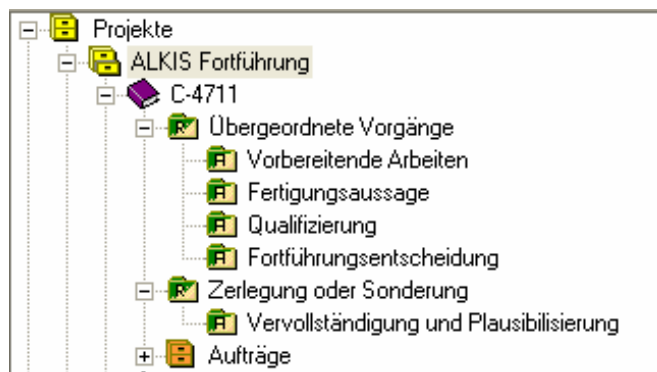 Projekte
ALKIS Fortführung
C-4711
Übergeordnete Vorgänge
Vorbereitende Arbeiten
Fertigungsaussage
Qualifizierung
Fortführungsentscheidung
Zerlegung oder Sonderung
Vervollständigung und Plausibilisierung
Aufträge